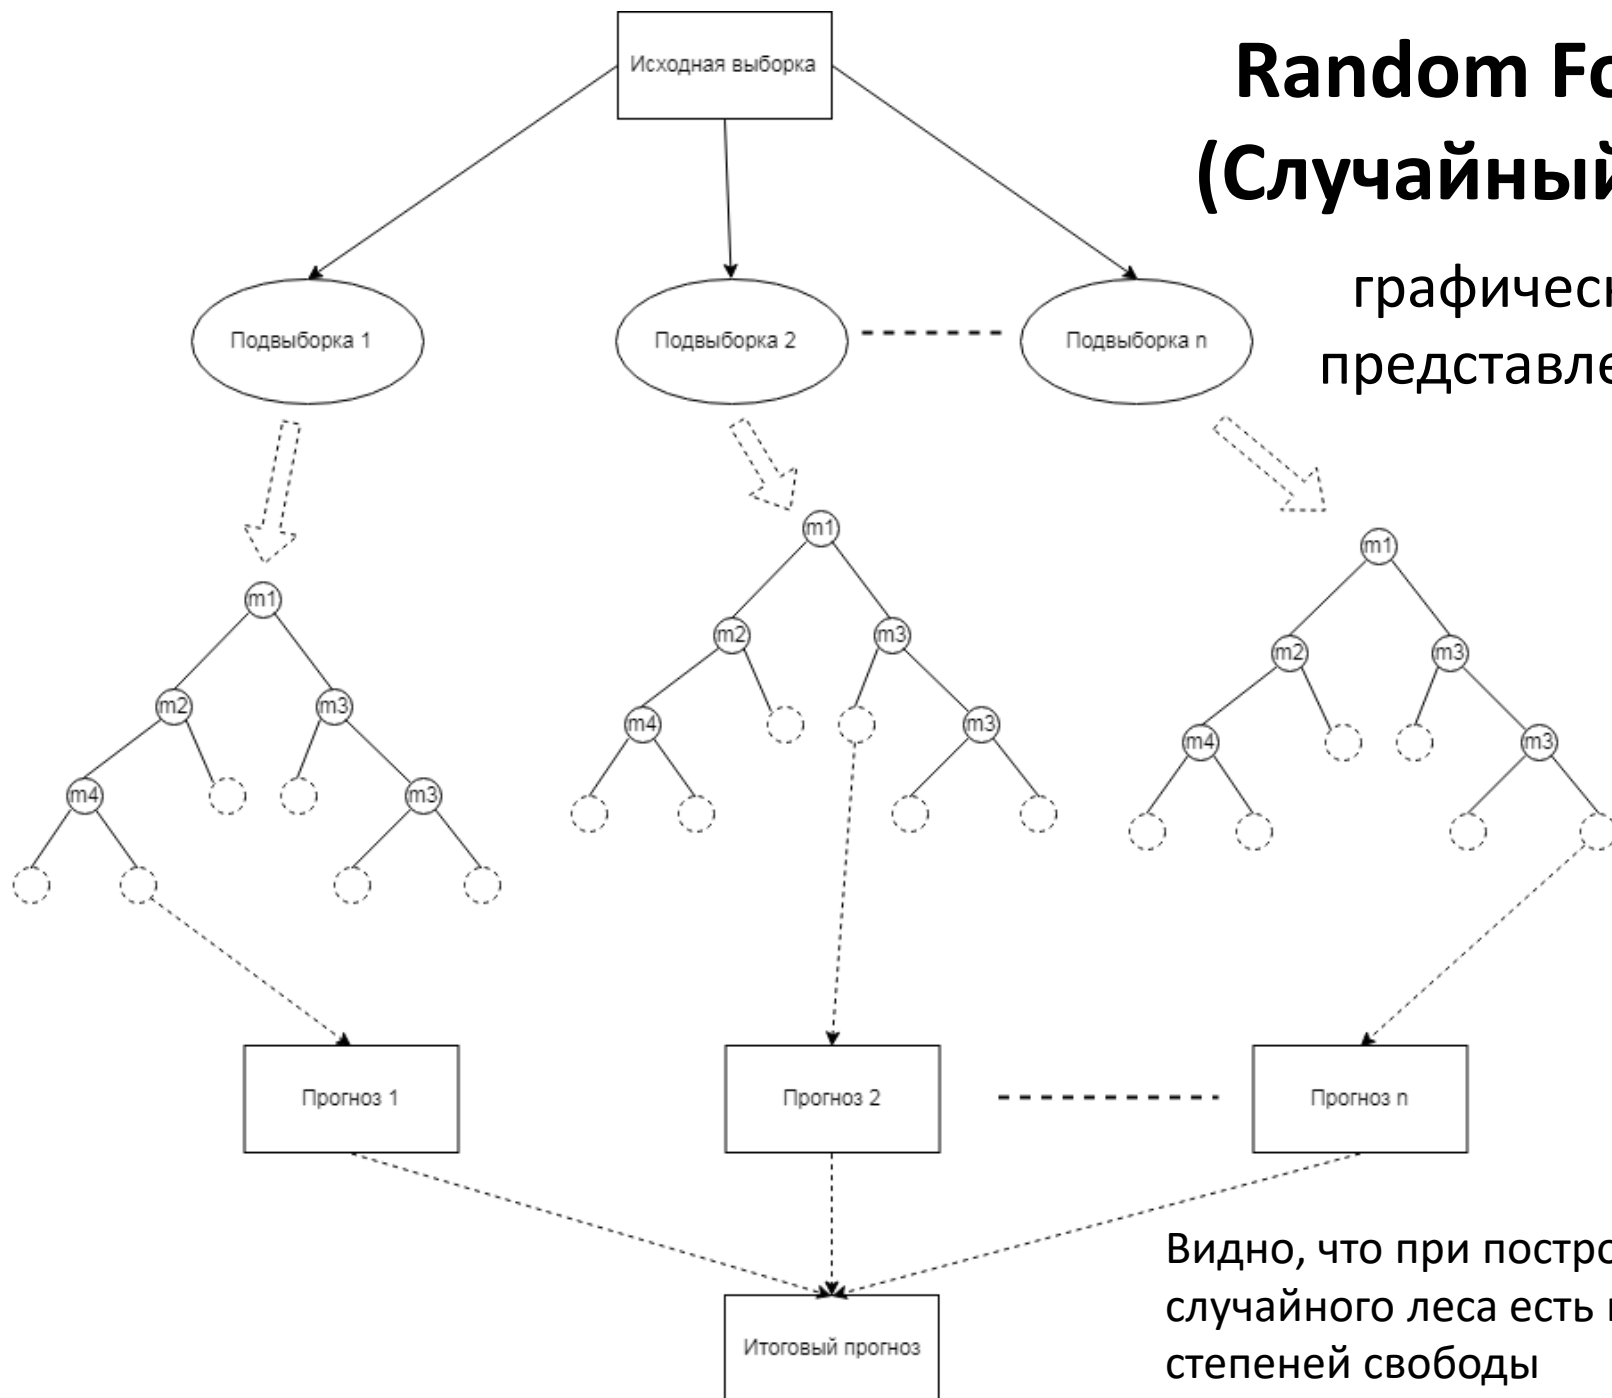 Исходная выборка
Random Fo
(Случайный
графическ
представле
Подвыборка 1
Подвыборка 2
Подвыборка n
m1
m2
m3
m4
m3
m1
m2
m3
m4
m3
m1
m2
m3
m4
m3
Прогноз 1
Прогноз 2
Прогноз n
Итоговый прогноз
Видно, что при постро
случайного леса есть
степеней свободы